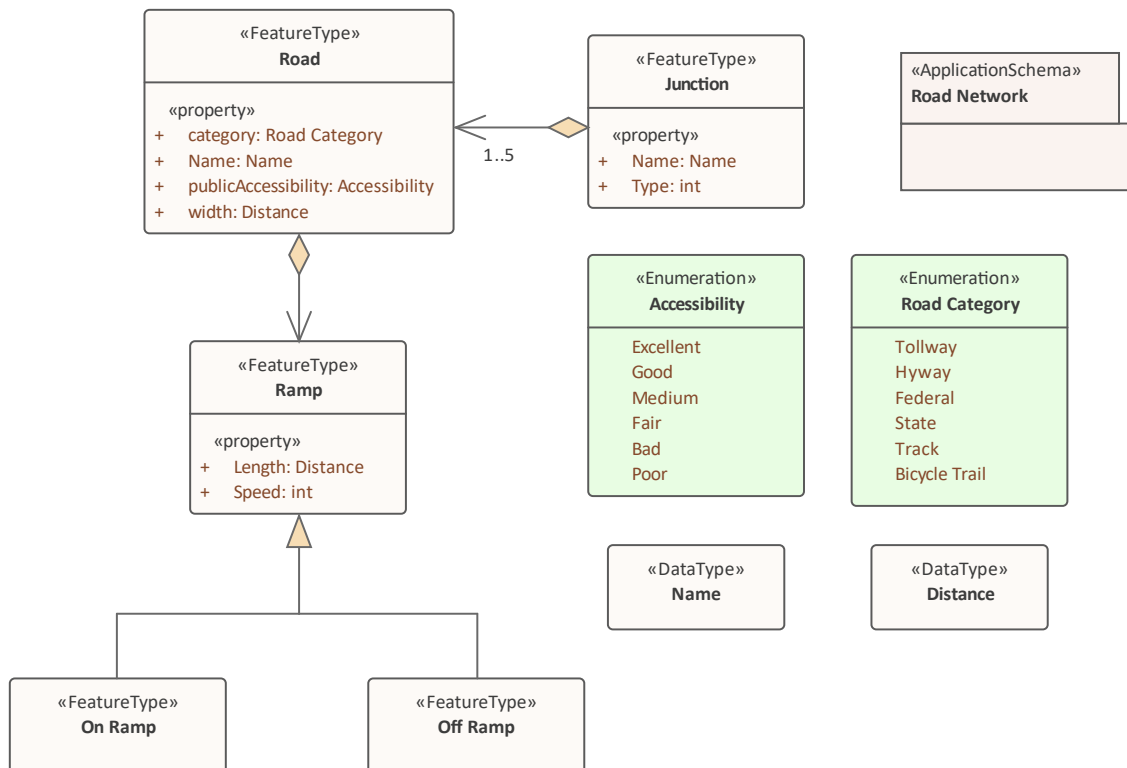 «FeatureType»
Road
«property»
+ category: Road Category
+ Name: Name
+ publicAccessibility: Accessibility
+ width: Distance
1..5
«FeatureType»
Junction
«property»
+ Name: Name
+ Type: int
«ApplicationSchema»
Road Network
«FeatureType»
Ramp
«property»
+ Length: Distance
+ Speed: int
«Enumeration»
Accessibility
Excellent
Good
Medium
Fair
Bad
Poor
«Enumeration»
Road Category
Tollway
Hyway
Federal
State
Track
Bicycle Trail
«DataType»
Name
«DataType»
Distance
«FeatureType»
On Ramp
«FeatureType»
Off Ramp